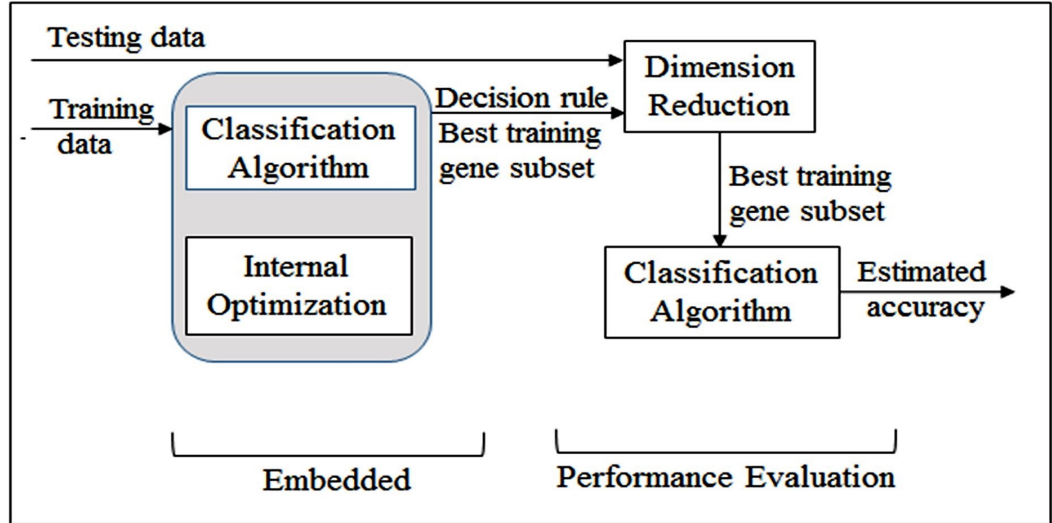 Testing data
Training
data
Classification
Algorithm
Internal
Optimization
Decision rule
Best training
gene subset
Dimension
Reduction
Best training
gene subset
Classification
Algorithm
Estimated
accuracy
Embedded
Performance Evaluation